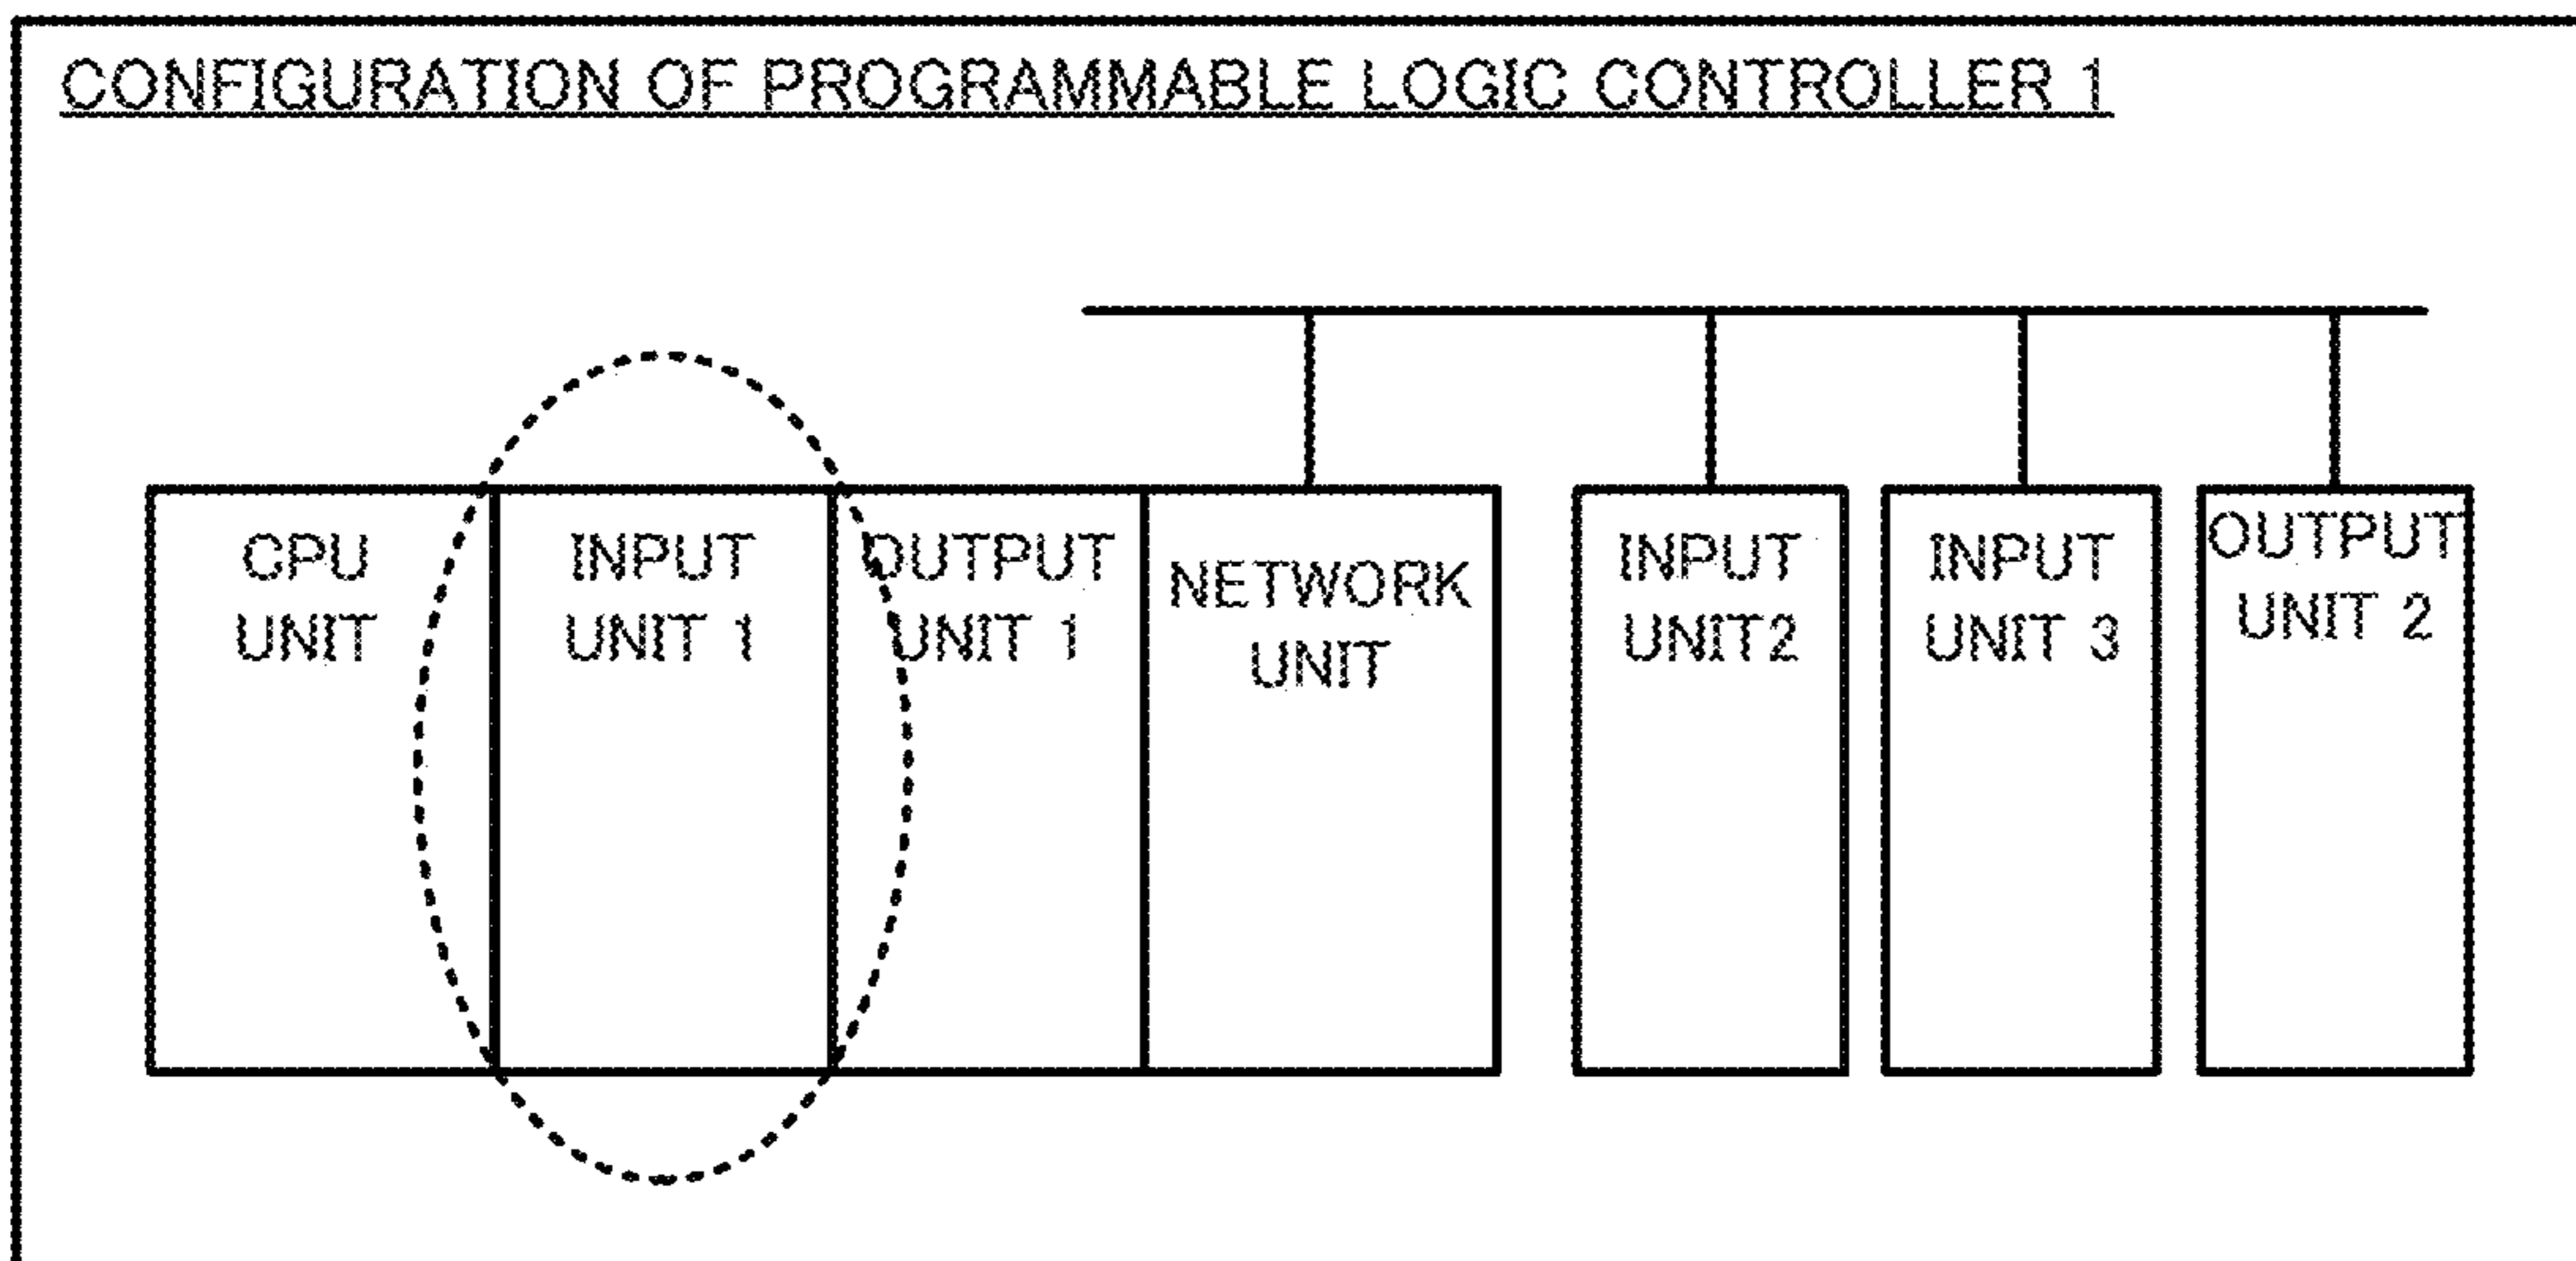 CONFIGURATION OF PROGRAMMABLE LOGIC CONTROLLER 1
CPU
UNIT
INPUT
UNIT 1
OUTPUT
UNIT 1
NETWORK
UNIT
INPUT
UNIT2
INPUT
UNIT 3
OUTPUT
UNIT 2